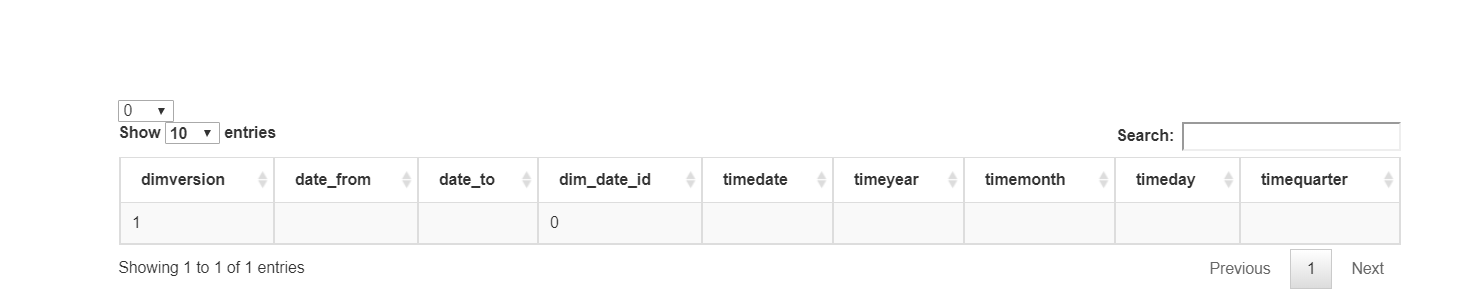 0
Show 10 entries
Search:
dimversion date_from date_to dim_date_id timedate timeyear timemonth timeday timequarter
1 0
Showing 1 to 1 of 1 entries
Previous 1 Next